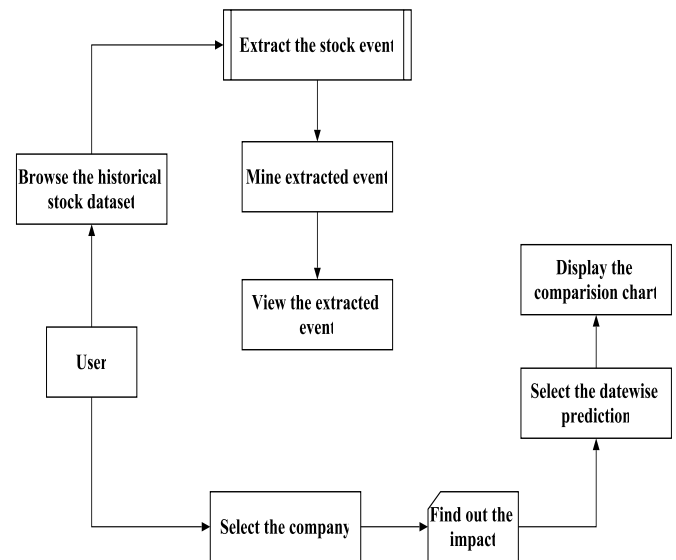 Extract the stock event
Browse the historical
stock dataset
Mine extracted event
View the extracted
event
User
Display the
comparision chart
Select the datewise
prediction
Select the company
Find out the
impact